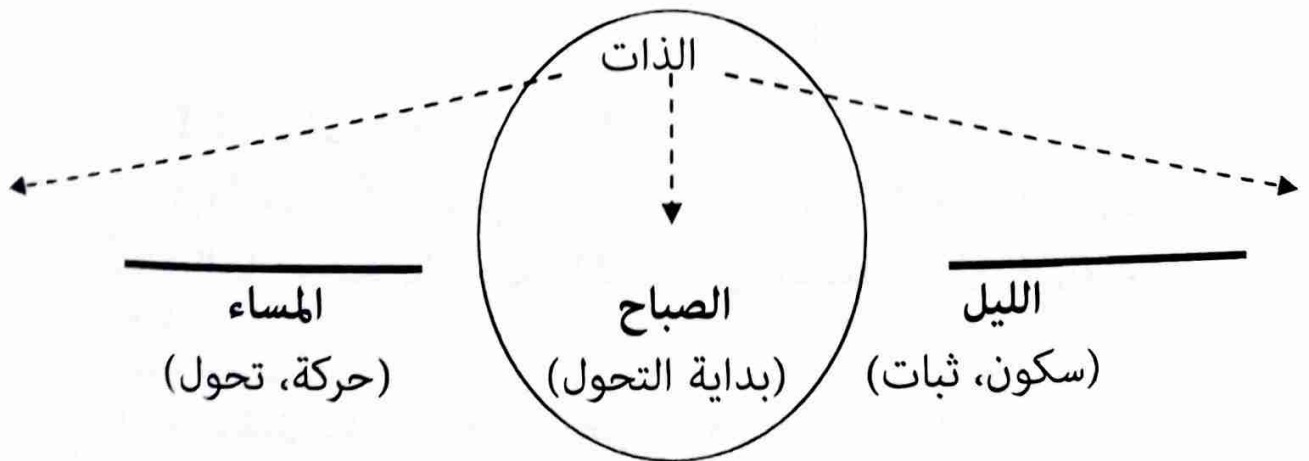 الذات
الليل
(سكون، ثبات)
الصباح
(بداية التحول)
المساء
(حركة، تحول)